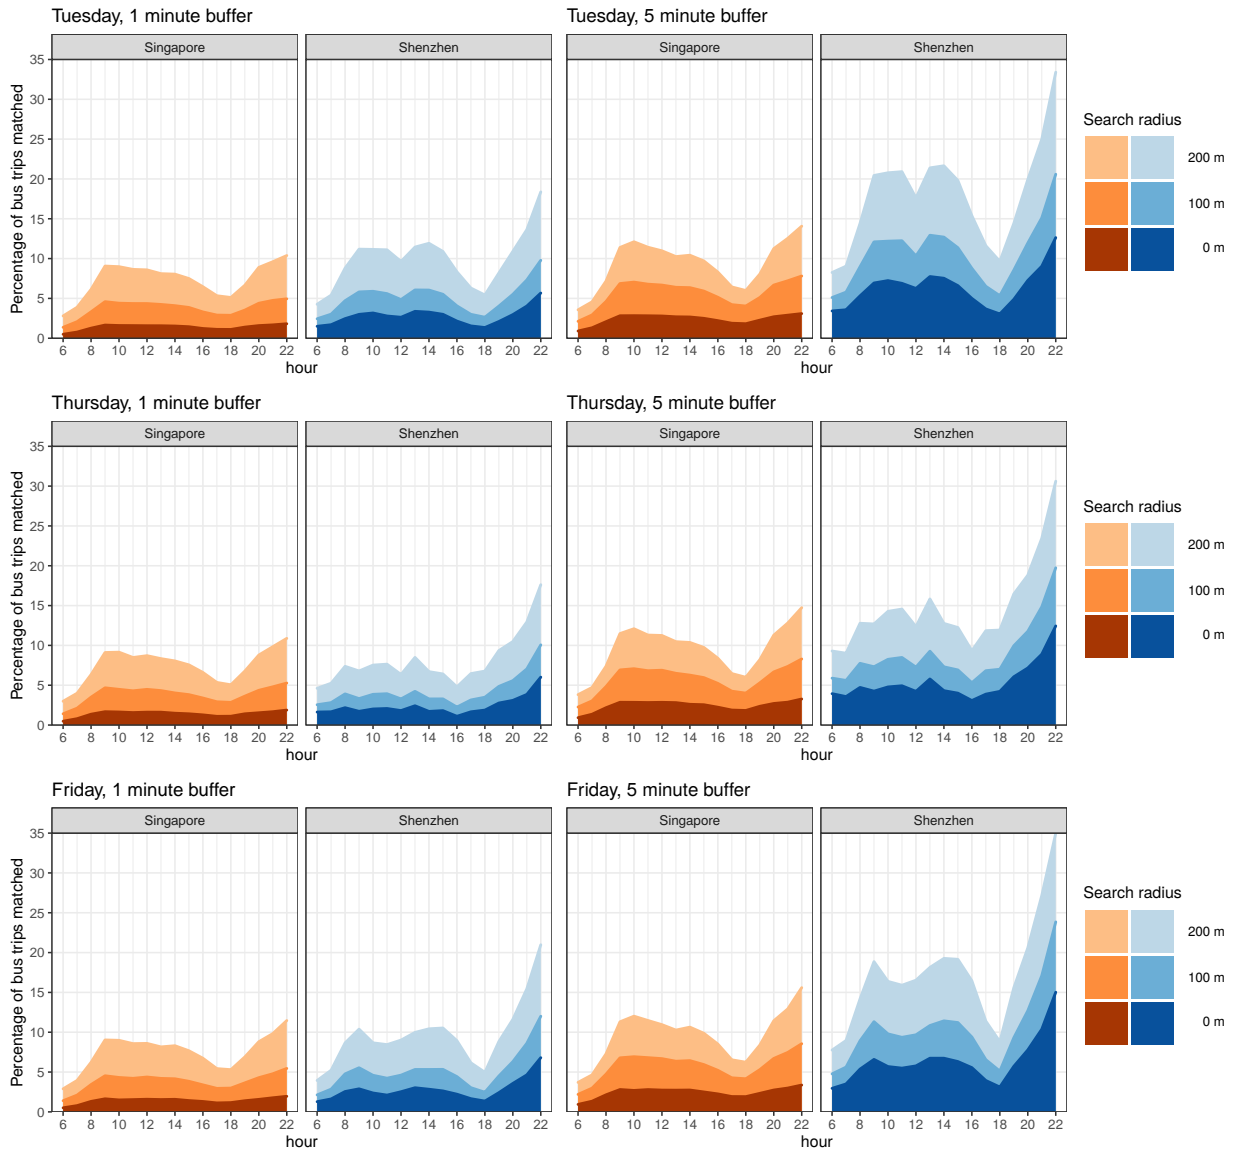 Tuesday, 1 minute buffer
Tuesday, 5 minute buffer
Singapore
Shenzhen
Singapore
Shenzhen
Percentage of bus trips matched
35
30
25
20
15
10
5
0
6 8 10 12 14 16 18 20 22
6 8 10 12 14 16 18 20 22
6 8 10 12 14 16 18 20 22
6 8 10 12 14 16 18 20 22
hour
hour
Search radius
200 m
100 m
0 m
Thursday, 1 minute buffer
Thursday, 5 minute buffer
Singapore
Shenzhen
Singapore
Shenzhen
Percentage of bus trips matched
35
30
25
20
15
10
5
0
6 8 10 12 14 16 18 20 22
6 8 10 12 14 16 18 20 22
6 8 10 12 14 16 18 20 22
6 8 10 12 14 16 18 20 22
hour
hour
Search radius
200 m
100 m
0 m
Friday, 1 minute buffer
Friday, 5 minute buffer
Singapore
Shenzhen
Singapore
Shenzhen
Percentage of bus trips matched
35
30
25
20
15
10
5
0
6 8 10 12 14 16 18 20 22
6 8 10 12 14 16 18 20 22
6 8 10 12 14 16 18 20 22
6 8 10 12 14 16 18 20 22
hour
hour
Search radius
200 m
100 m
0 m